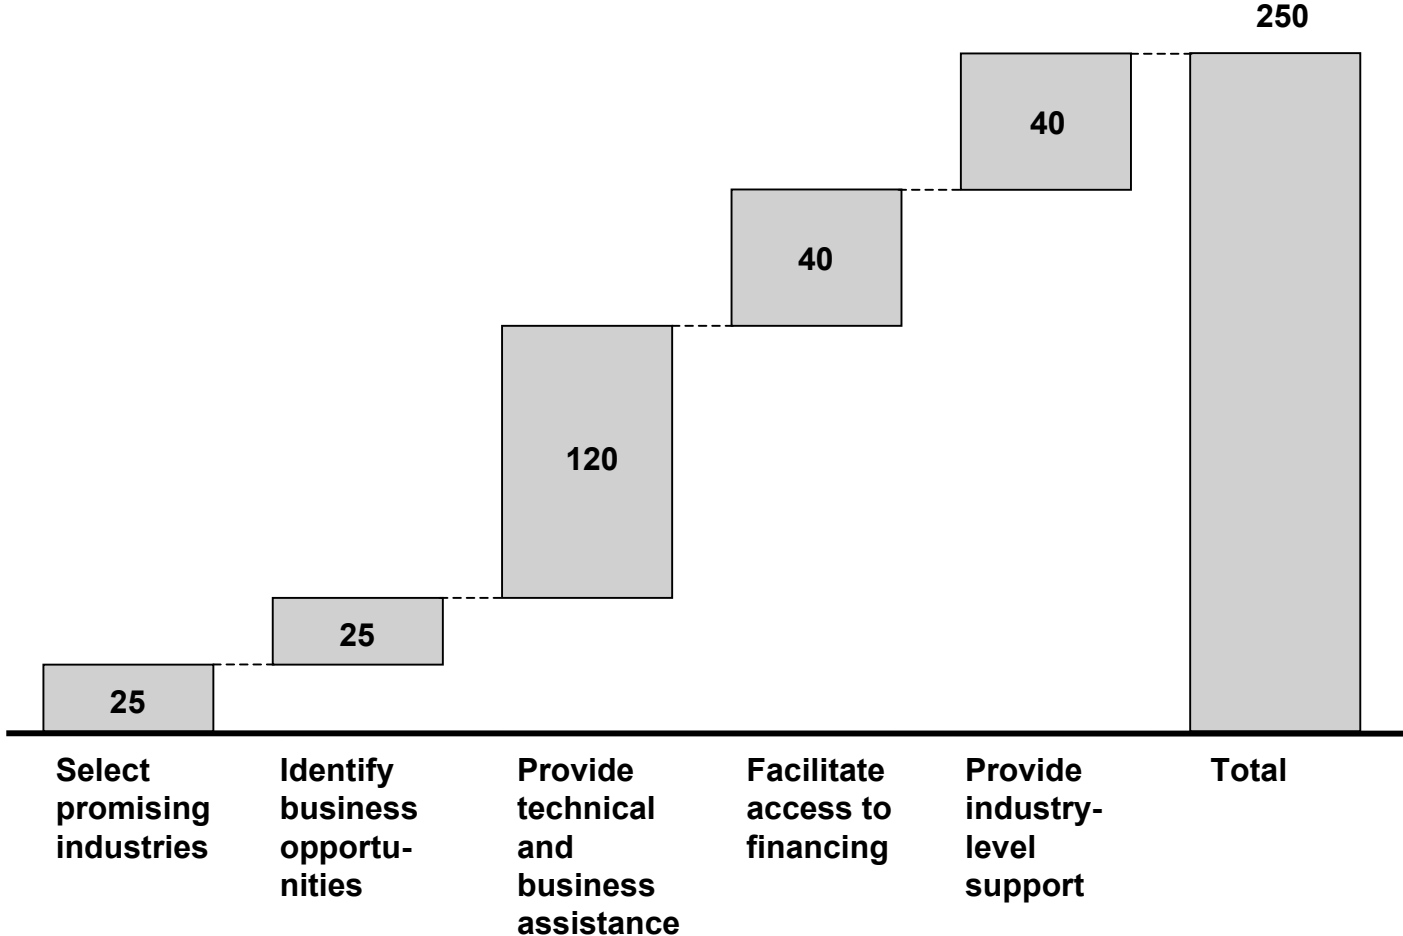 250
40
40
120
25
25
Select
promising
industries
Identify
business
opportu-
nities
Provide
technical
and
business
assistance
Facilitate
access to
financing
Provide
industry-
level
support
Total